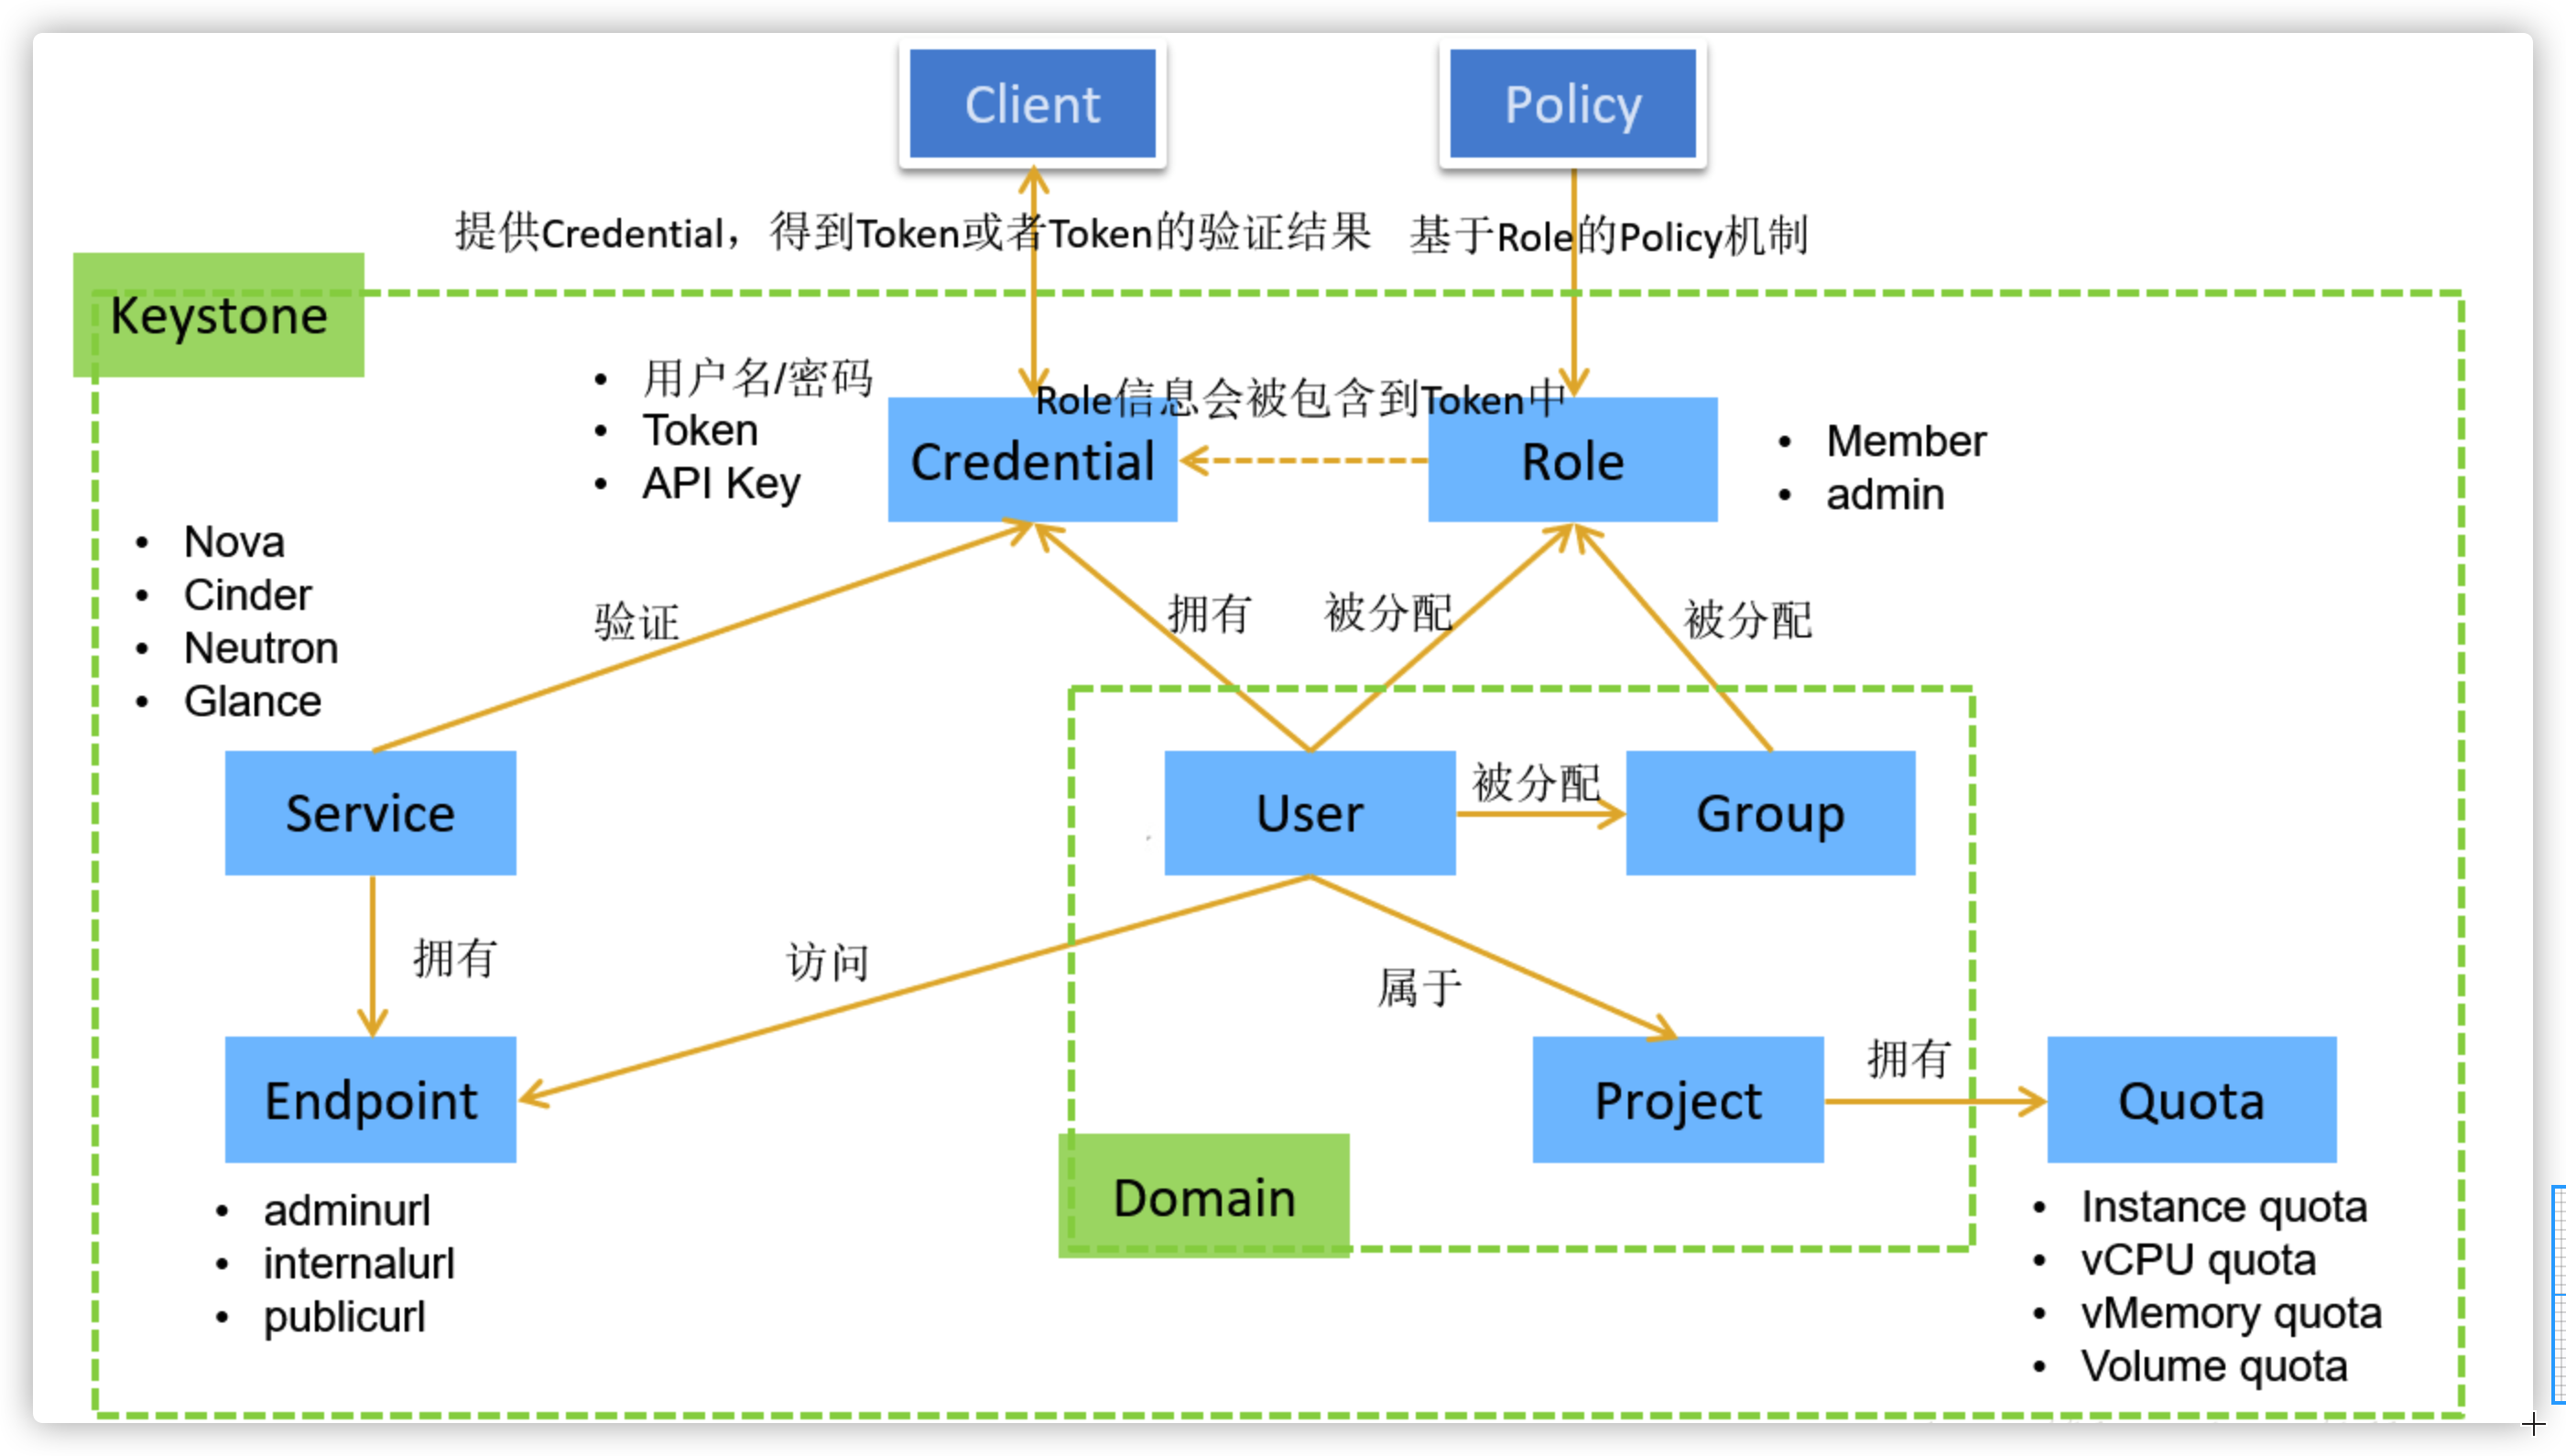 Client
Policy
提供Credential，得到Token或者Token的验证结果
基于Role的Policy机制
Keystone
• 用户名/密码
• Token
• API Key
Role信息会被包含到Token中
Credential
Role
• Member
• admin
• Nova
• Cinder
• Neutron
• Glance
验证
拥有
被分配
被分配
Service
User
被分配
Group
拥有
访问
属于
Endpoint
Project
拥有
Quota
Domain
• adminurl
• internalurl
• publicurl
• Instance quota
• vCPU quota
• vMemory quota
• Volume quota